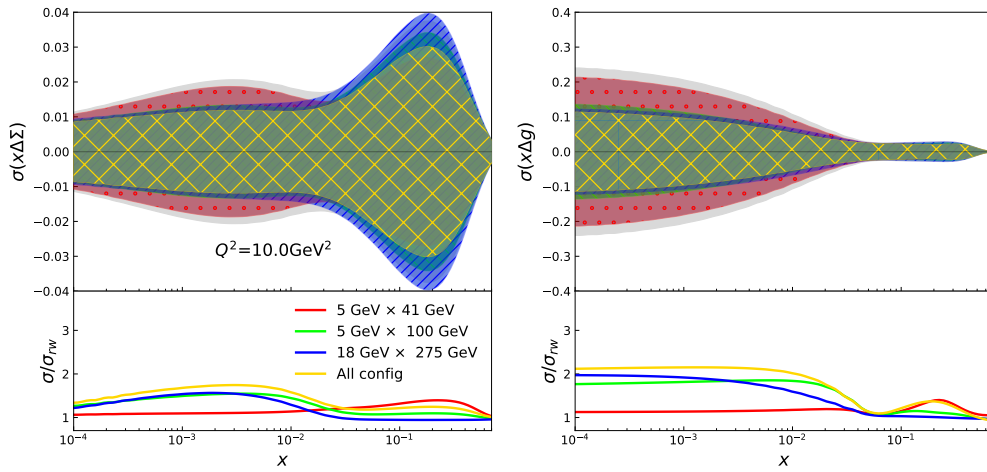 0.04
0.03
0.02
0.01
0.00
−0.01
−0.02
−0.03
−0.04
σ(xΔΣ)
Q²=10.0GeV²
3
2
1
σ/σ_rw
5 GeV × 41 GeV
5 GeV × 100 GeV
18 GeV × 275 GeV
All config
10⁻⁴
10⁻³
10⁻²
10⁻¹
x
0.4
0.3
0.2
0.1
0.0
−0.1
−0.2
−0.3
−0.4
σ(xΔg)
3
2
1
σ/σ_rw
10⁻⁴
10⁻³
10⁻²
10⁻¹
x